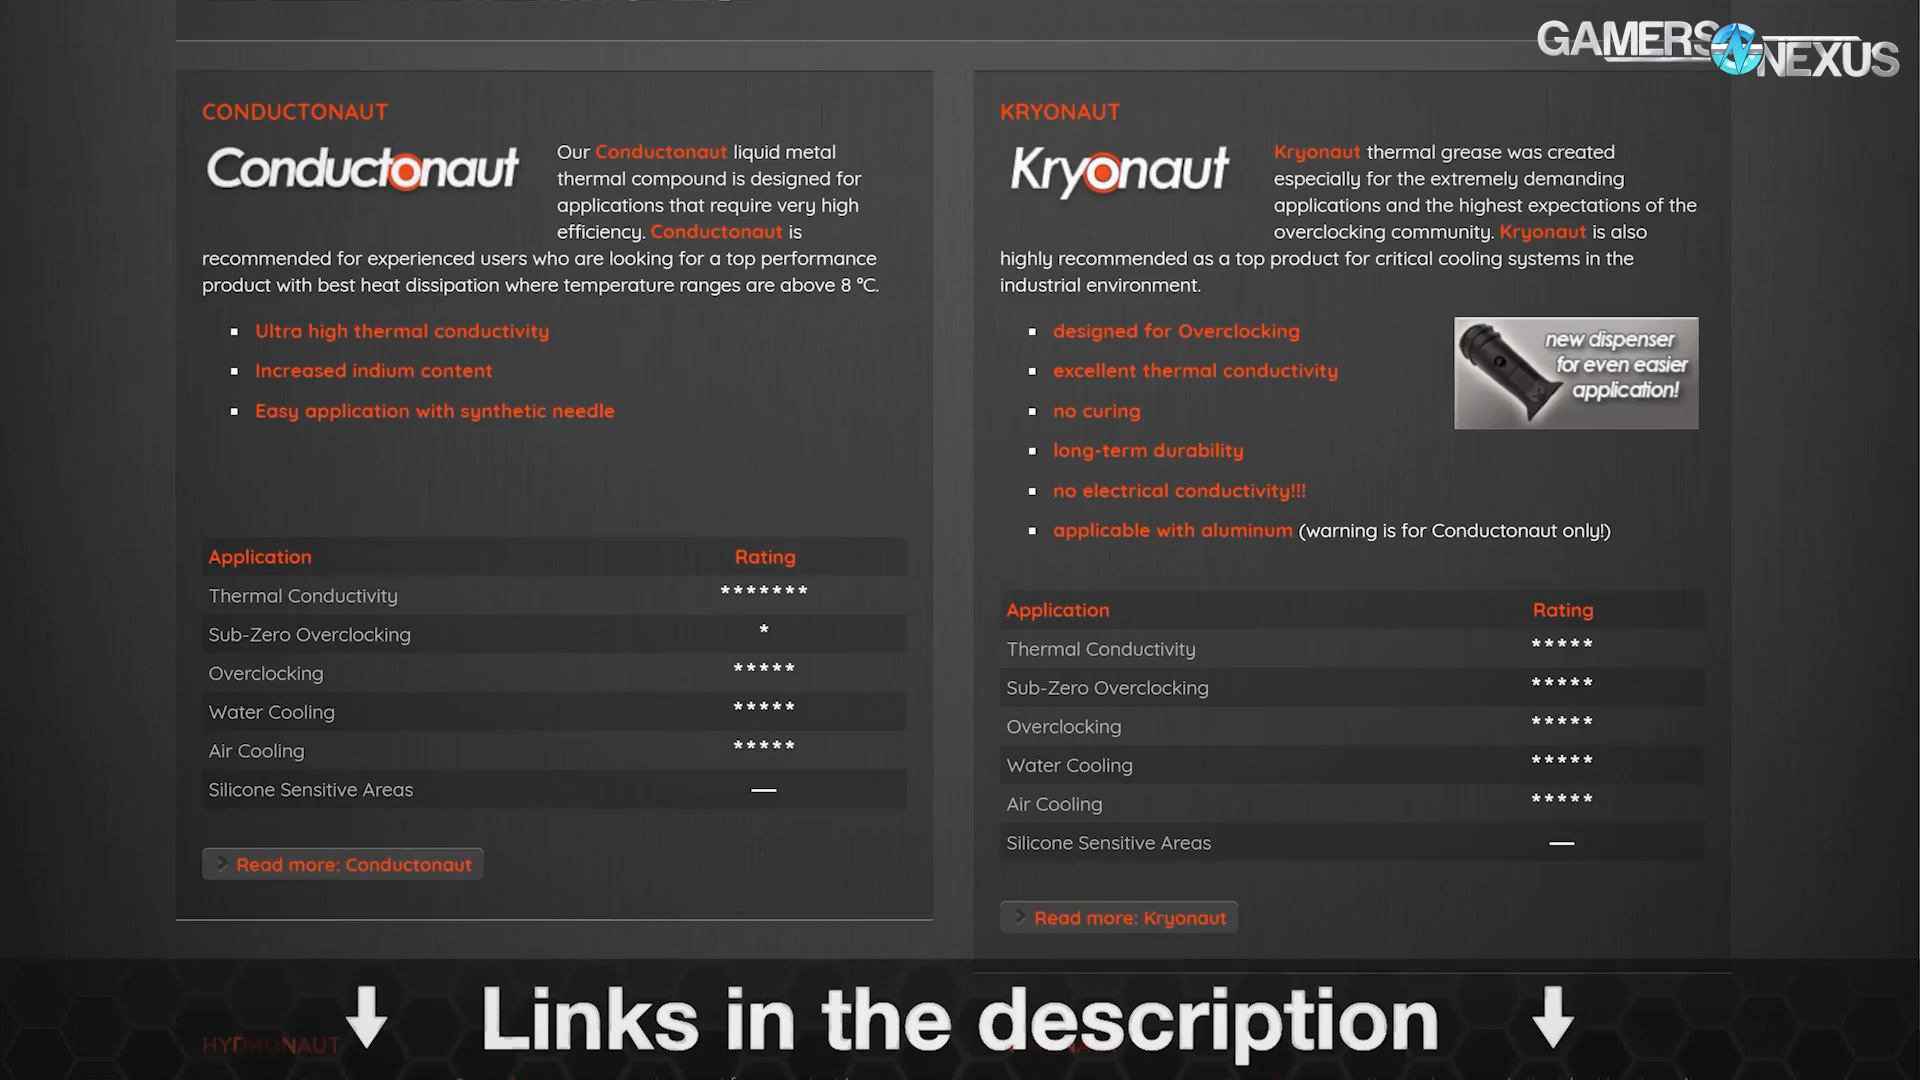 GAMERS NEXUS
CONDUCTONAUT
Conductonaut
Our Conductonaut liquid metal
thermal compound is designed for
applications that require very high
efficiency. Conductonaut is
recommended for experienced users who are looking for a top performance
product with best heat dissipation where temperature ranges are above 8 °C.
Ultra high thermal conductivity
Increased indium content
Easy application with synthetic needle
Application Rating
Thermal Conductivity *******
Sub-Zero Overclocking *
Overclocking *****
Water Cooling *****
Air Cooling *****
Silicone Sensitive Areas —
Read more: Conductonaut
KRYONAUT
Kryonaut
Kryonaut thermal grease was created
especially for the extremely demanding
applications and the highest expectations of the
overclocking community. Kryonaut is also
highly recommended as a top product for critical cooling systems in the
industrial environment.
designed for Overclocking
excellent thermal conductivity
no curing
long-term durability
no electrical conductivity!!!
applicable with aluminum (warning is for Conductonaut only!)
new dispenser
for even easier
application!
Application Rating
Thermal Conductivity *****
Sub-Zero Overclocking *****
Overclocking *****
Water Cooling *****
Air Cooling *****
Silicone Sensitive Areas —
Read more: Kryonaut
Links in the description
HYDRONAUT